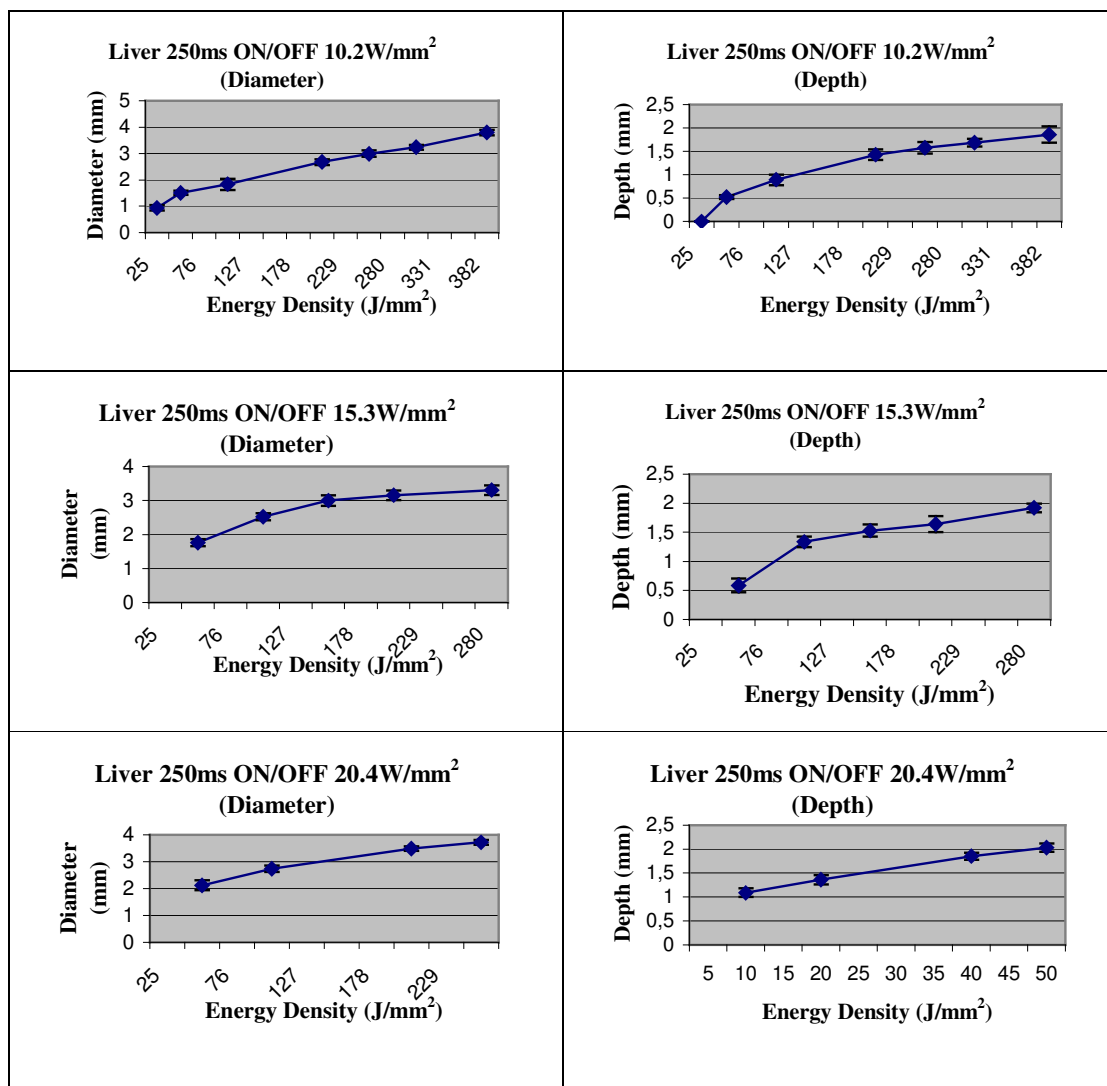 Liver 250ms ON/OFF 10.2W/mm²
(Diameter)
Diameter (mm)
5
4
3
2
1
0
25 76 127 178 229 280 331 382
Energy Density (J/mm²)
Liver 250ms ON/OFF 10.2W/mm²
(Depth)
Depth (mm)
2,5
2
1,5
1
0,5
0
25 76 127 178 229 280 331 382
Energy Density (J/mm²)
Liver 250ms ON/OFF 15.3W/mm²
(Diameter)
Diameter
(mm)
4
3
2
1
0
25 76 127 178 229 280
Energy Density (J/mm²)
Liver 250ms ON/OFF 15.3W/mm²
(Depth)
Depth (mm)
2,5
2
1,5
1
0,5
0
25 76 127 178 229 280
Energy Density (J/mm²)
Liver 250ms ON/OFF 20.4W/mm²
(Diameter)
Diameter
(mm)
4
3
2
1
0
25 76 127 178 229
Energy Density (J/mm²)
Liver 250ms ON/OFF 20.4W/mm²
(Depth)
Depth (mm)
2,5
2
1,5
1
0,5
0
5 10 15 20 25 30 35 40 45 50
Energy Density (J/mm²)